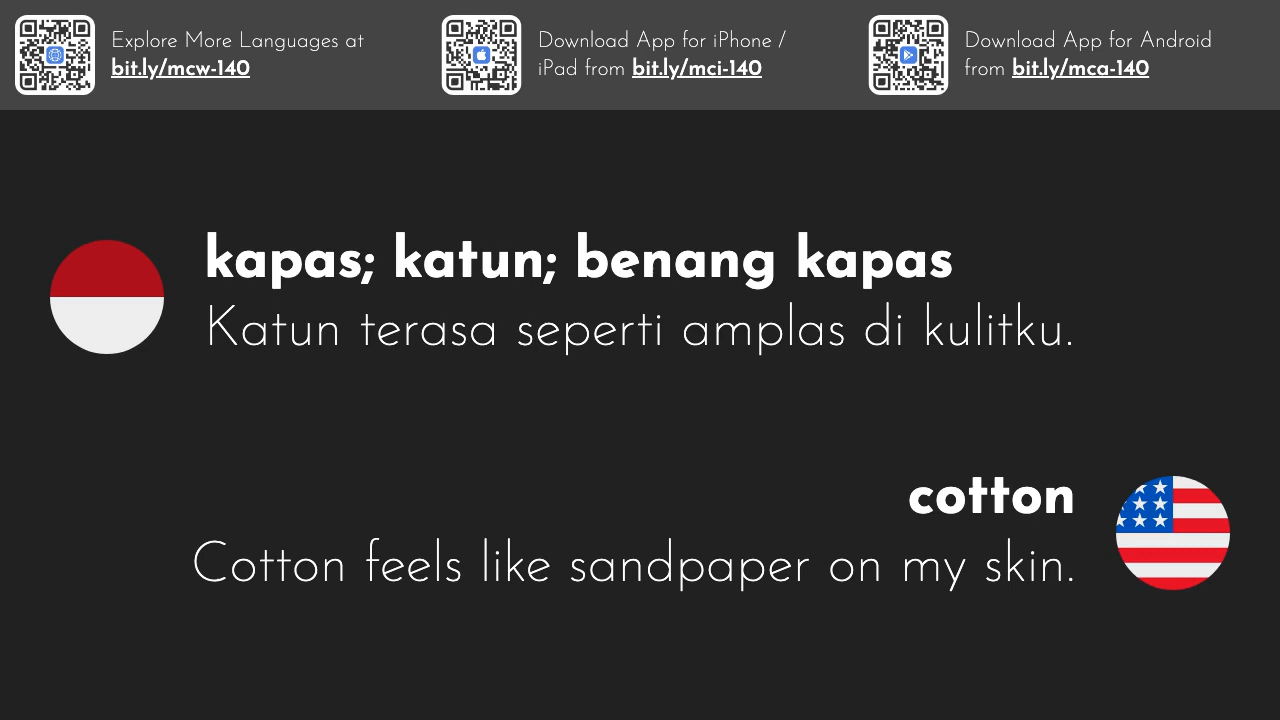 Explore More Languages at
bit.ly/mcw-140
Download App for iPhone /
iPad from bit.ly/mci-140
Download App for Android
from bit.ly/mca-140
kapas; katun; benang kapas
Katun terasa seperti amplas di kulitku.
cotton
Cotton feels like sandpaper on my skin.